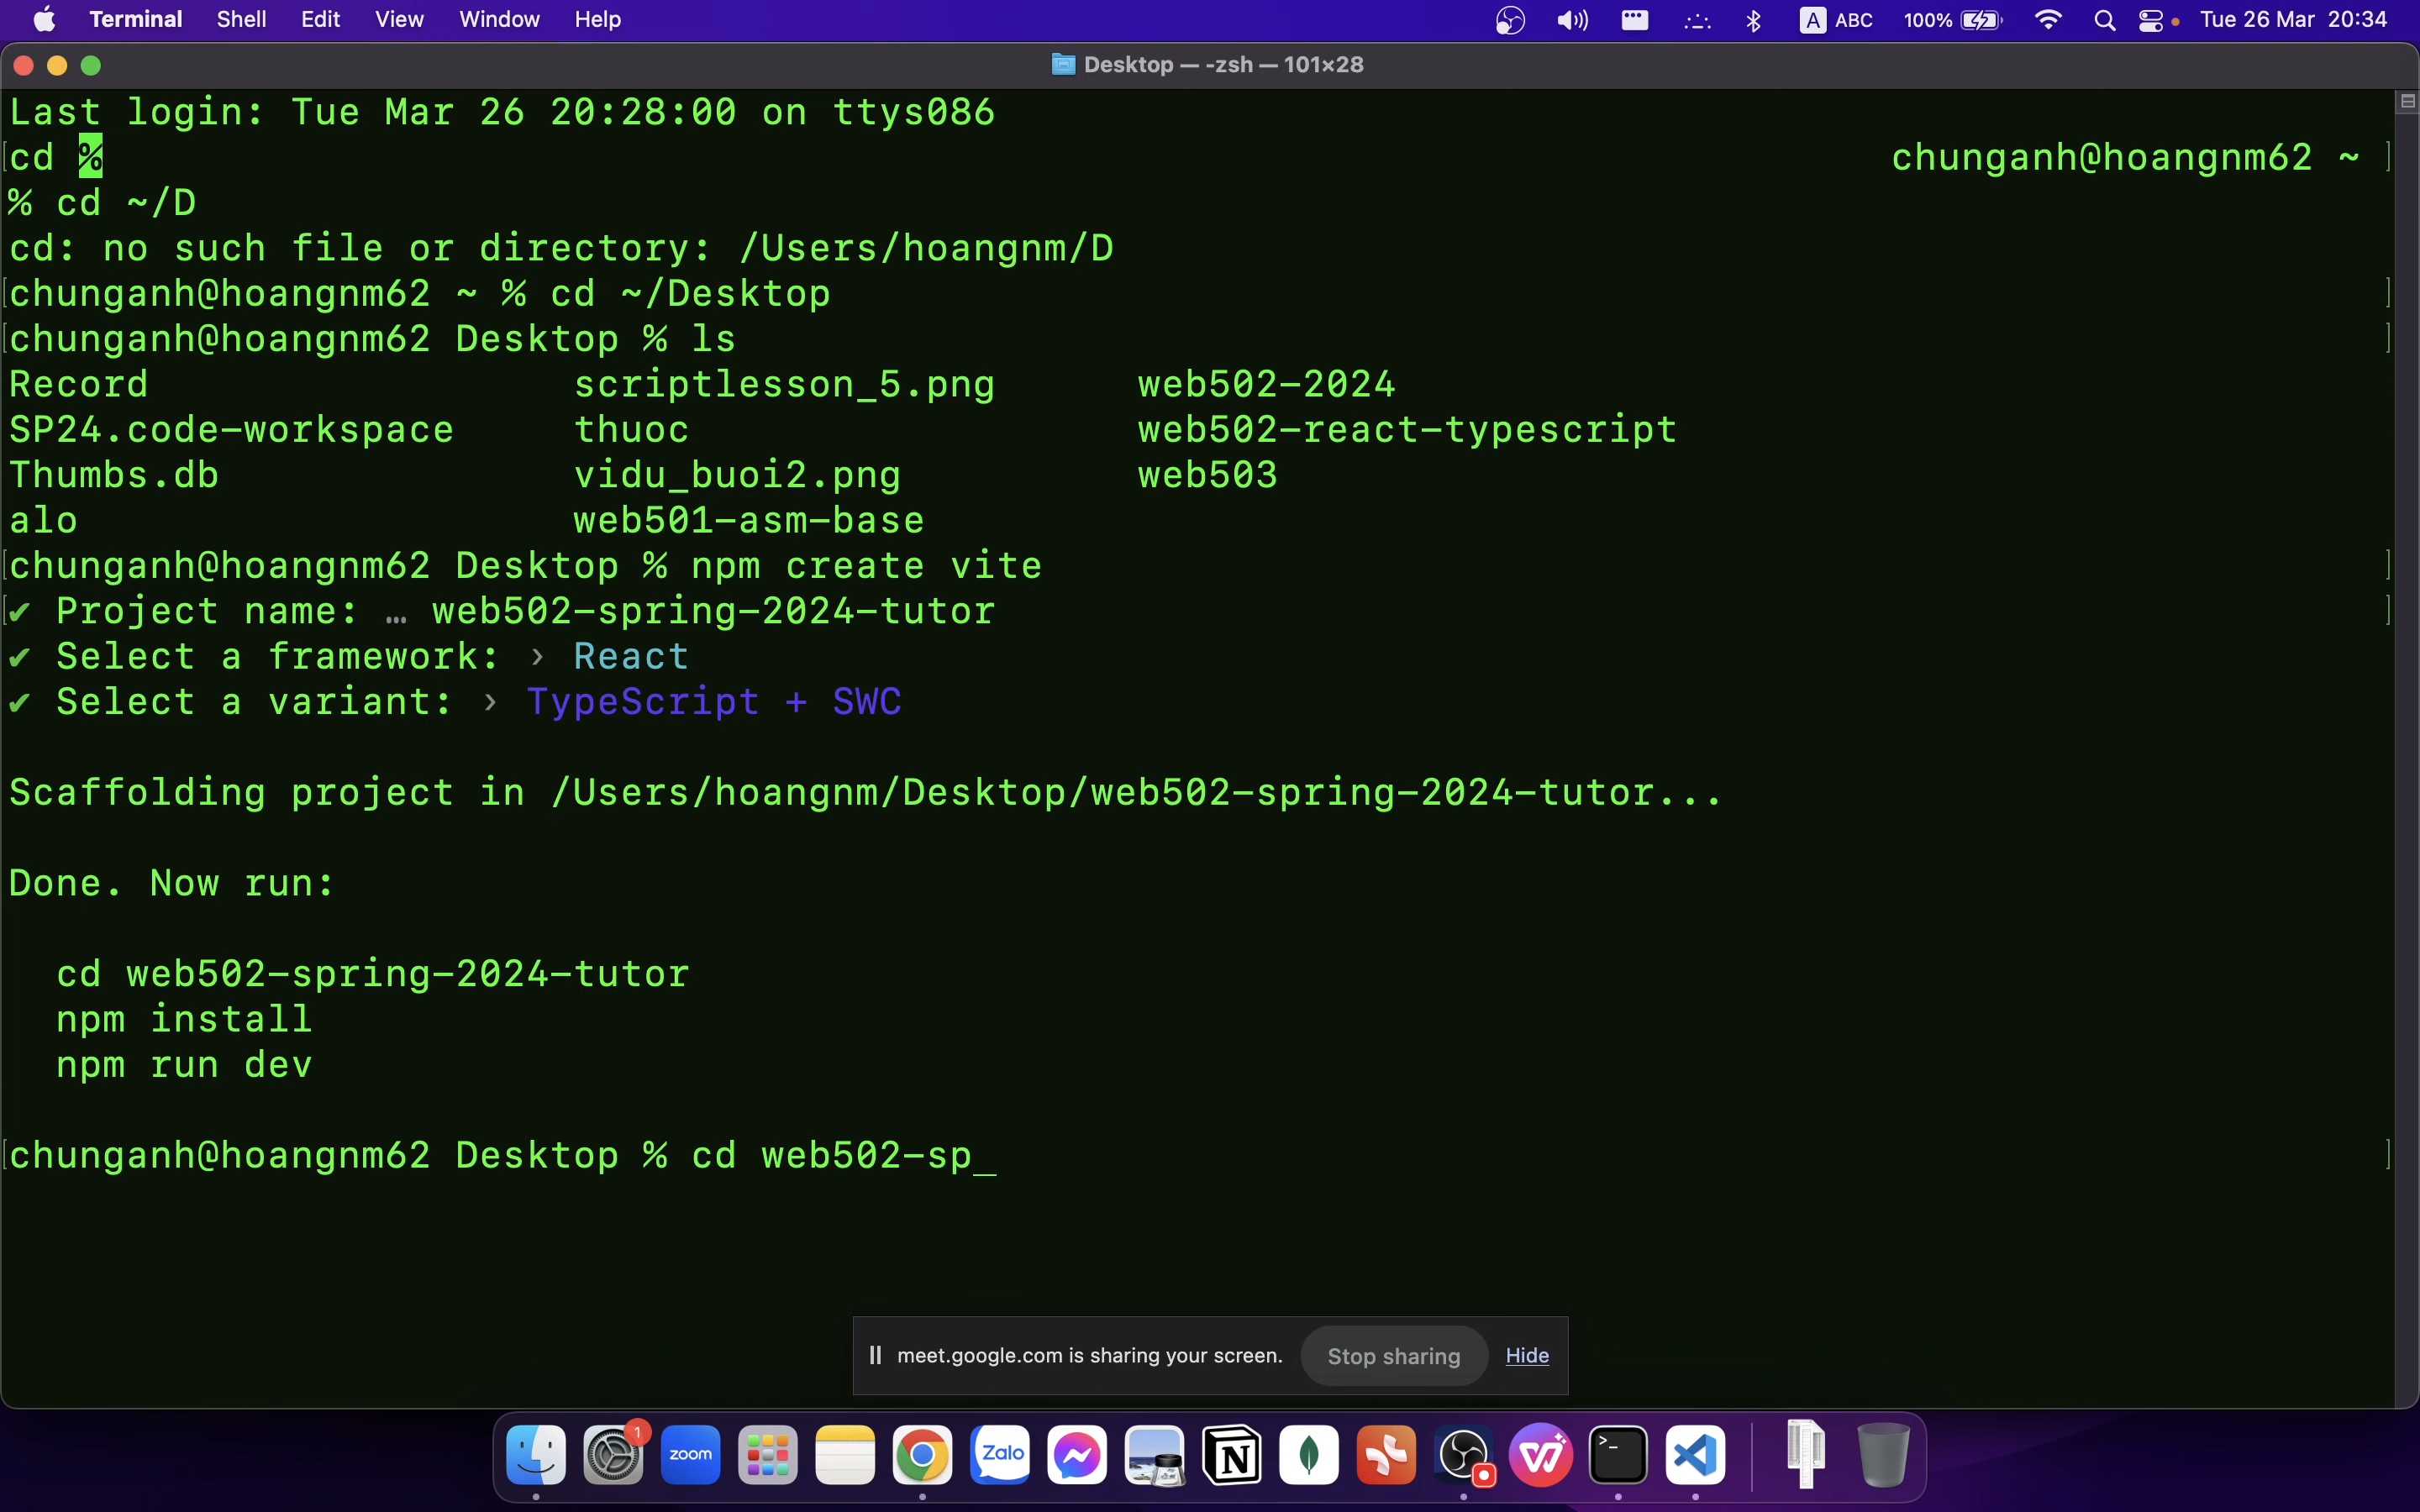 Terminal Shell Edit View Window Help A ABC 100% Tue 26 Mar 20:34
Desktop — -zsh — 101×28
Last login: Tue Mar 26 20:28:00 on ttys086
cd % chunganh@hoangnm62 ~
% cd ~/D
cd: no such file or directory: /Users/hoangnm/D
chunganh@hoangnm62 ~ % cd ~/Desktop
chunganh@hoangnm62 Desktop % ls
Record scriptlesson_5.png web502-2024
SP24.code-workspace thuoc web502-react-typescript
Thumbs.db vidu_buoi2.png web503
alo web501-asm-base
chunganh@hoangnm62 Desktop % npm create vite
✔ Project name: … web502-spring-2024-tutor
✔ Select a framework: › React
✔ Select a variant: › TypeScript + SWC
Scaffolding project in /Users/hoangnm/Desktop/web502-spring-2024-tutor...
Done. Now run:
cd web502-spring-2024-tutor
npm install
npm run dev
chunganh@hoangnm62 Desktop % cd web502-sp_
meet.google.com is sharing your screen. Stop sharing Hide
1 zoom Zalo N W >_